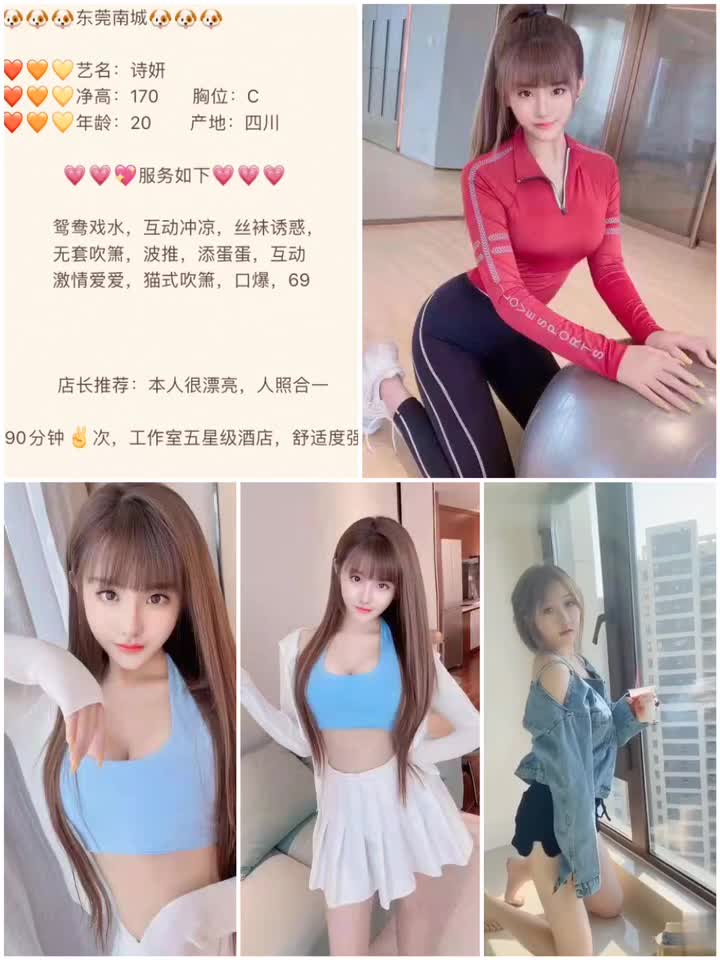 🐶🐶🐶东莞南城🐶🐶🐶
❤️🧡💛艺名：诗妍
❤️🧡💛净高：170 胸位：C
❤️🧡💛年龄：20 产地：四川
💗💗💖服务如下💗💗💗
鸳鸯戏水，互动冲凉，丝袜诱惑，
无套吹箫，波推，添蛋蛋，互动
激情爱爱，猫式吹箫，口爆，69
店长推荐：本人很漂亮，人照合一
90分钟✌️次，工作室五星级酒店，舒适度强
LOVE SPORTS